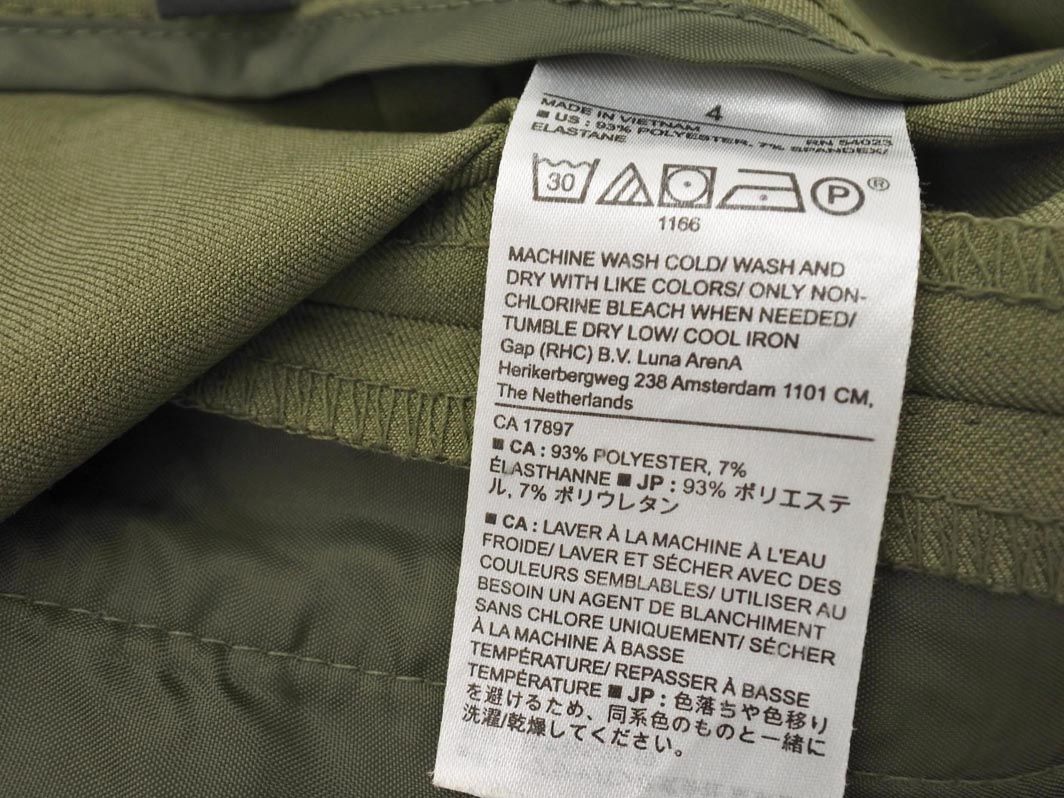 4
MADE IN VIETNAM
RN 54023
■ US : 93% POLYESTER, 7% SPANDEX/
ELASTANE
30
P ®
1166
MACHINE WASH COLD/ WASH AND
DRY WITH LIKE COLORS/ ONLY NON-
CHLORINE BLEACH WHEN NEEDED/
TUMBLE DRY LOW/ COOL IRON
Gap (RHC) B.V. Luna ArenA
Herikerbergweg 238 Amsterdam 1101 CM,
The Netherlands
CA 17897
■ CA : 93% POLYESTER, 7%
ÉLASTHANNE ■ JP : 93% ポリエステ
ル, 7% ポリウレタン
■ CA : LAVER À LA MACHINE À L'EAU
FROIDE/ LAVER ET SÉCHER AVEC DES
COULEURS SEMBLABLES/ UTILISER AU
BESOIN UN AGENT DE BLANCHIMENT
SANS CHLORE UNIQUEMENT/ SÉCHER
À LA MACHINE À BASSE
TEMPÉRATURE/ REPASSER À BASSE
TEMPÉRATURE ■ JP : 色落ちや色移り
を避けるため、同系色のものと一緒に
洗濯/乾燥してください。